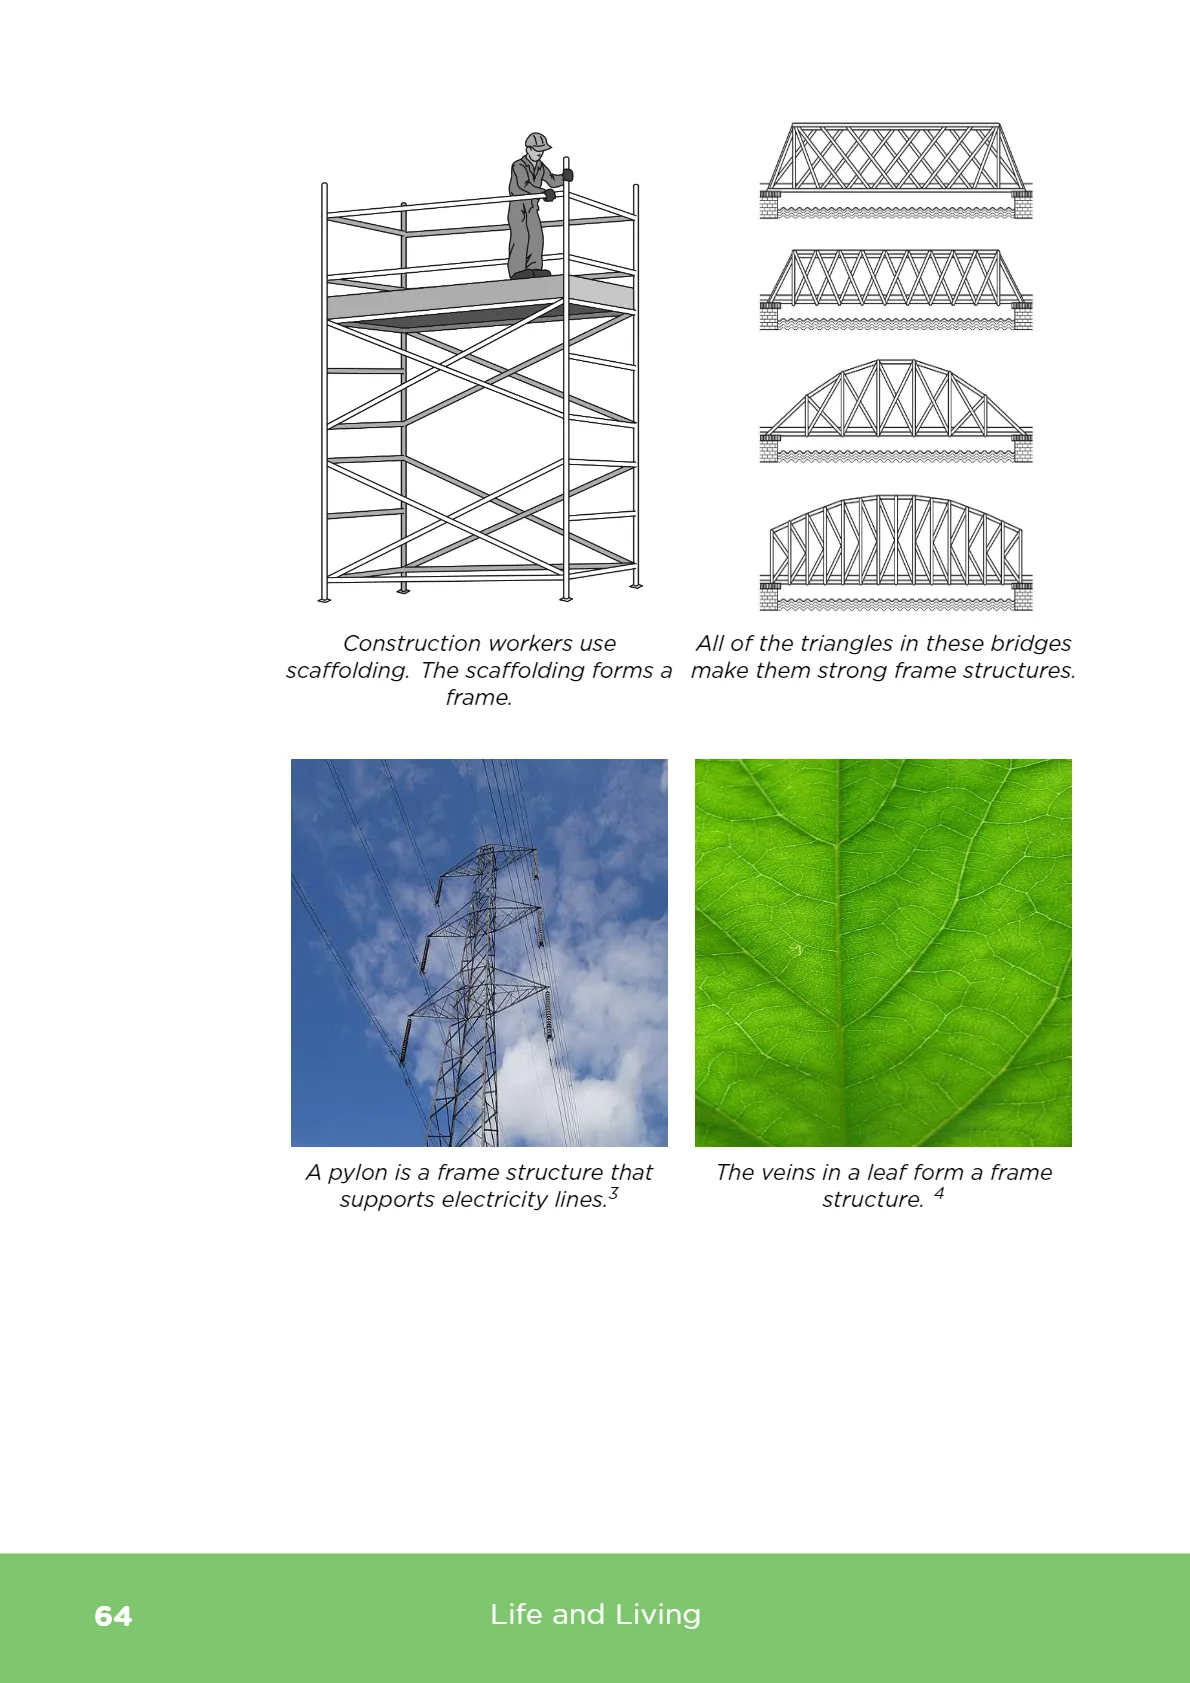 Construction workers use
scaffolding. The scaffolding forms a
frame.
All of the triangles in these bridges
make them strong frame structures.
A pylon is a frame structure that
supports electricity lines.3
The veins in a leaf form a frame
structure. 4
64
Life and Living